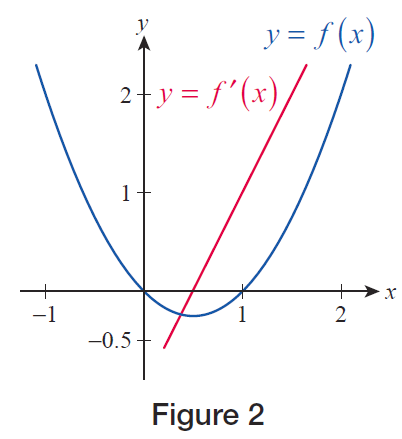 y
y = f(x)
2
y = f′(x)
1
x
−1
1
2
−0.5
Figure 2